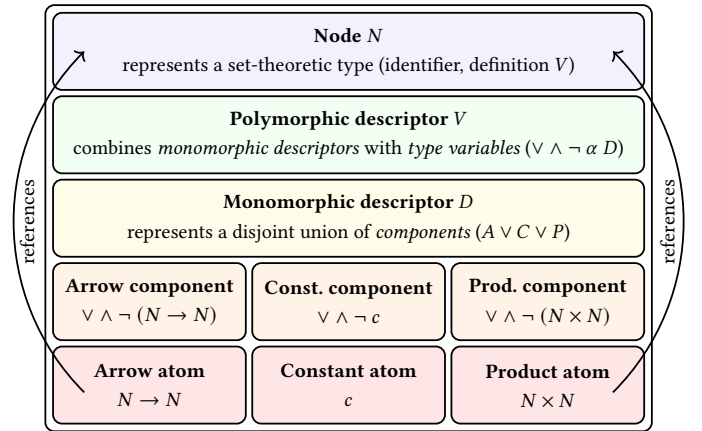 Node N
represents a set-theoretic type (identifier, definition V)
Polymorphic descriptor V
combines monomorphic descriptors with type variables (∨ ∧ ¬ α D)
Monomorphic descriptor D
represents a disjoint union of components (A ∨ C ∨ P)
Arrow component
∨ ∧ ¬ (N → N)
Const. component
∨ ∧ ¬ c
Prod. component
∨ ∧ ¬ (N × N)
Arrow atom
N → N
Constant atom
c
Product atom
N × N
references
references